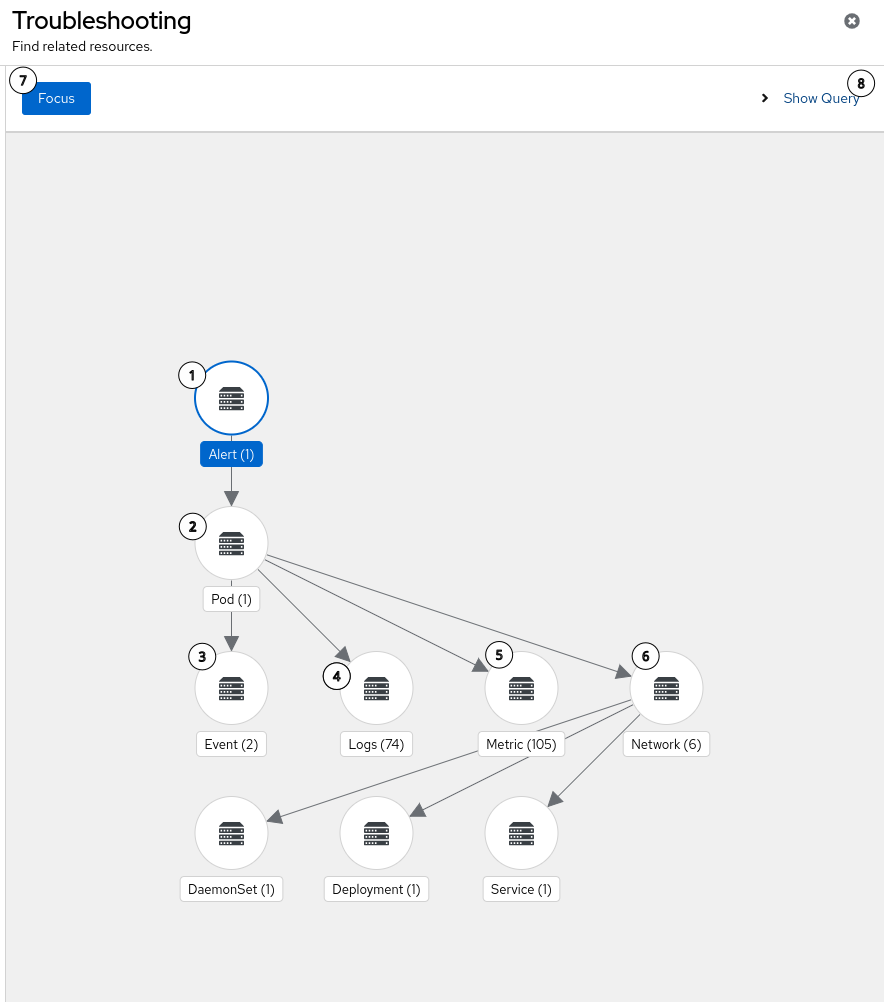 Troubleshooting
Find related resources.
7
8
Focus
Show Query
1
Alert (1)
2
Pod (1)
3
4
5
6
Event (2)
Logs (74)
Metric (105)
Network (6)
DaemonSet (1)
Deployment (1)
Service (1)